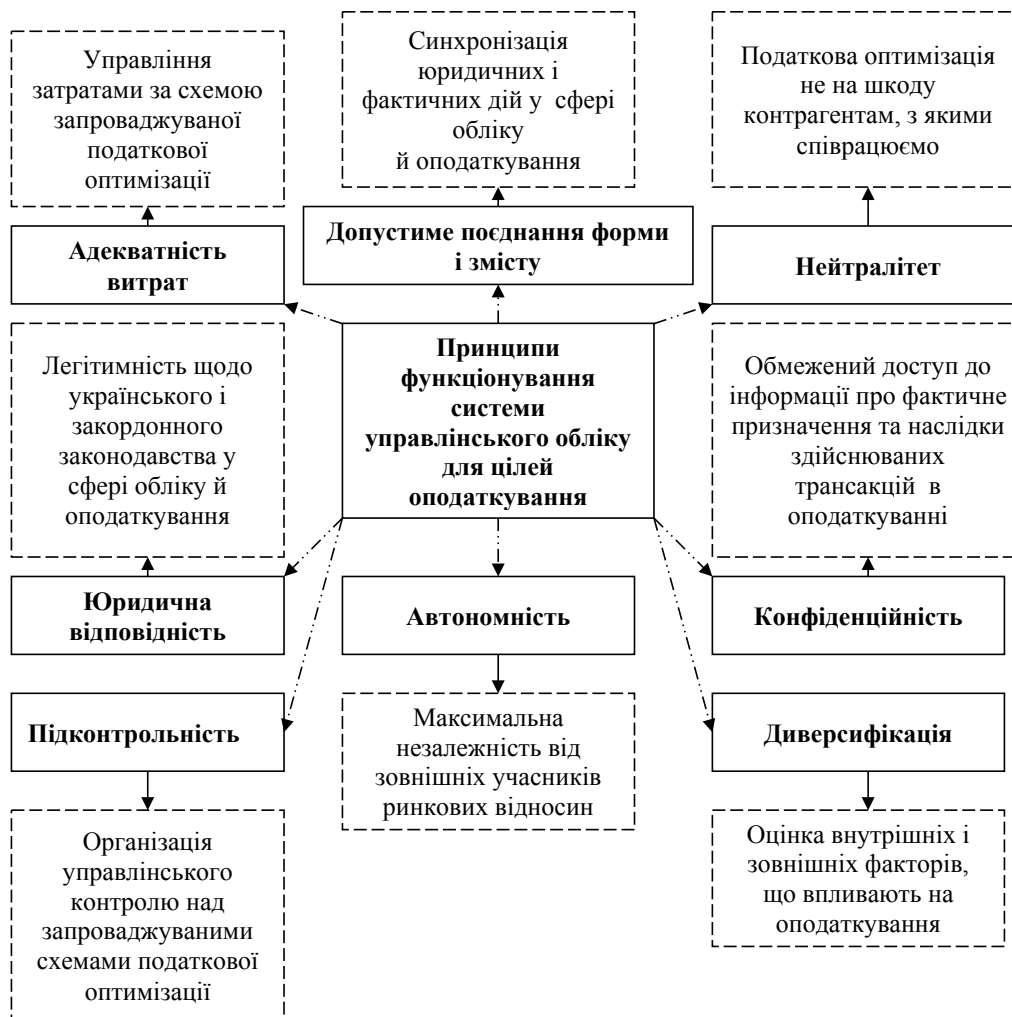 Управління
затратами за схемою
запроваджуваної
податкової
оптимізації
Синхронізація
юридичних і
фактичних дій у сфері
обліку
й оподаткування
Податкова оптимізація
не на шкоду
контрагентам, з якими
співрацюємо
Адекватність
витрат
Допустиме поєднання форми
і змісту
Нейтралітет
Легітимність щодо
українського і
закордонного
законодавства у
сфері обліку й
оподаткування
Принципи
функціонування
системи
управлінського обліку
для цілей
оподаткування
Обмежений доступ до
інформації про фактичне
призначення та наслідки
здійснюваних
трансакцій в
оподаткуванні
Юридична
відповідність
Автономність
Конфіденційність
Підконтрольність
Максимальна
незалежність від
зовнішніх учасників
ринкових відносин
Диверсифікація
Організація
управлінського
контролю над
запроваджуваними
схемами податкової
оптимізації
Оцінка внутрішніх і
зовнішніх факторів,
що впливають на
оподаткування